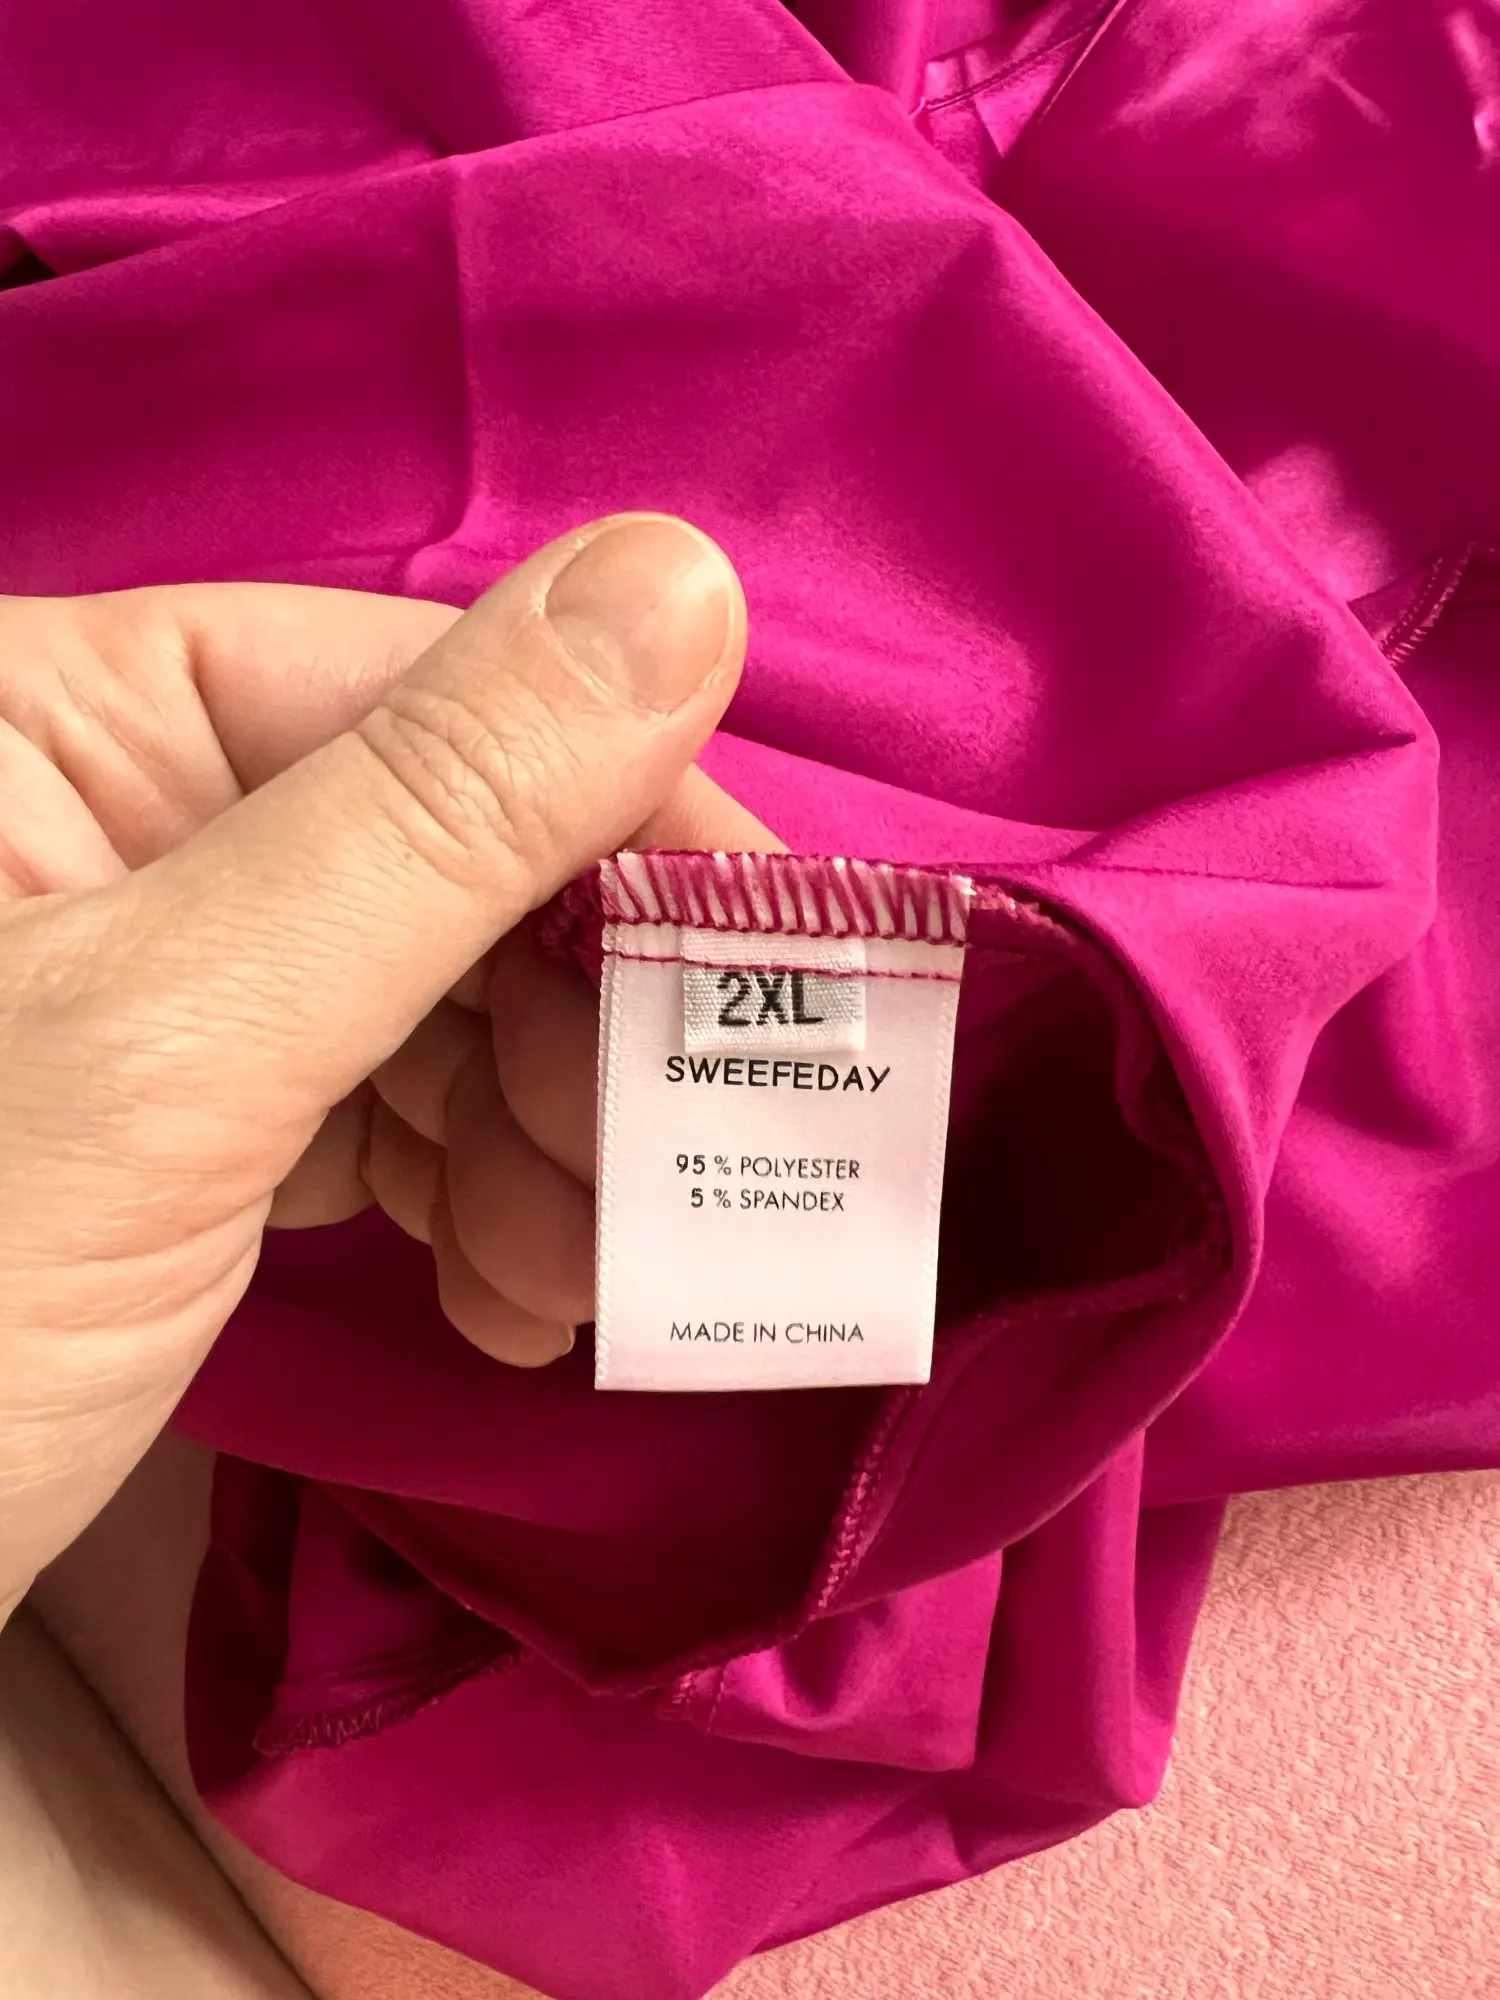 2XL
SWEEFEDAY
95 % POLYESTER
5 % SPANDEX
MADE IN CHINA